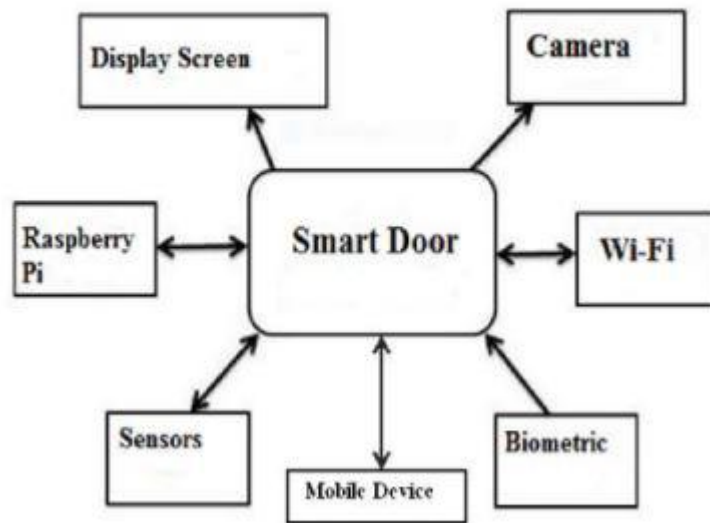 Display Screen
Camera
Raspberry
Pi
Smart Door
Wi-Fi
Sensors
Mobile Device
Biometric